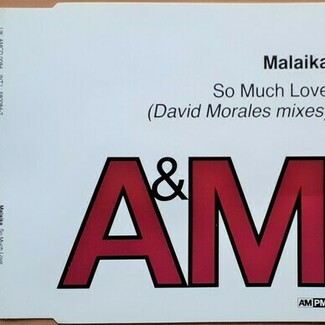 Malaika
So Much Love
(David Morales mixes)
A&M
AM PM
Malaika So Much Love